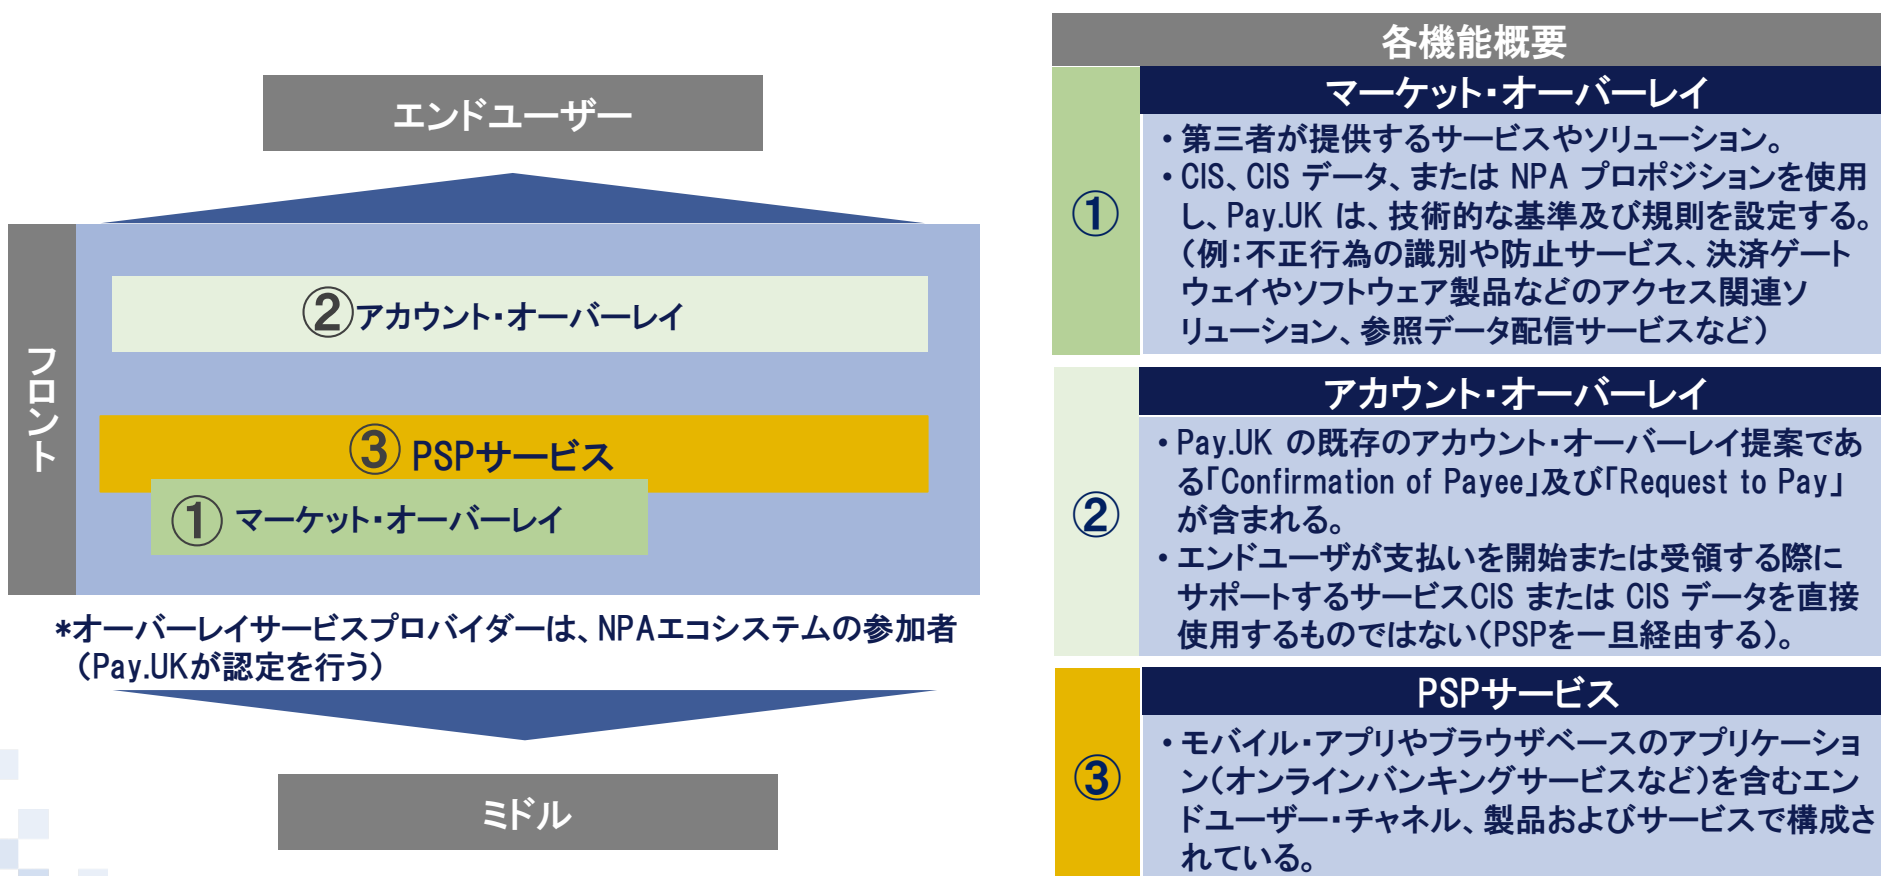 エンドユーザー
フロント
②アカウント・オーバーレイ
③ PSPサービス
① マーケット・オーバーレイ
*オーバーレイサービスプロバイダーは、NPAエコシステムの参加者
（Pay.UKが認定を行う）
ミドル
各機能概要
①
マーケット・オーバーレイ
・第三者が提供するサービスやソリューション。
・CIS、CIS データ、または NPA プロポジションを使用
し、Pay.UK は、技術的な基準及び規則を設定する。
（例：不正行為の識別や防止サービス、決済ゲート
ウェイやソフトウェア製品などのアクセス関連ソ
リューション、参照データ配信サービスなど）
②
アカウント・オーバーレイ
・Pay.UK の既存のアカウント・オーバーレイ提案であ
る「Confirmation of Payee」及び「Request to Pay」
が含まれる。
・エンドユーザが支払いを開始または受領する際に
サポートするサービスCIS または CIS データを直接
使用するものではない（PSPを一旦経由する）。
③
PSPサービス
・モバイル・アプリやブラウザベースのアプリケーショ
ン（オンラインバンキングサービスなど）を含むエン
ドユーザー・チャネル、製品およびサービスで構成さ
れている。